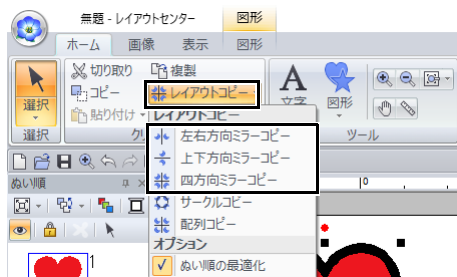 無題 - レイアウトセンター 図形
ホーム 画像 表示 図形
切り取り 複製
コピー レイアウトコピー
貼り付け レイアウトコピー
選択 文字 図形
選択 ツール
左右方向ミラーコピー
上下方向ミラーコピー
四方向ミラーコピー
サークルコピー
配列コピー
オプション
ぬい順の最適化
ぬい順
0
1